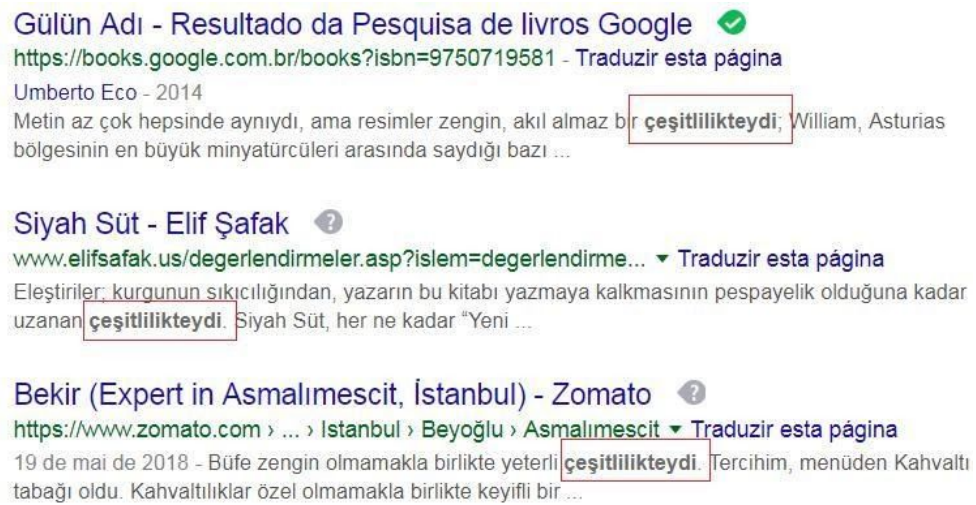 Gülün Adı - Resultado da Pesquisa de livros Google
https://books.google.com.br/books?isbn=9750719581 - Traduzir esta página
Umberto Eco - 2014
Metin az çok hepsinde aynıydı, ama resimler zengin, akıl almaz bir çeşitlilikteydi; William, Asturias
bölgesinin en büyük minyatürcüleri arasında saydığı bazı ...
Siyah Süt - Elif Şafak
www.elifsafak.us/degerlendirmeler.asp?islem=degerlendirme... ▾ Traduzir esta página
Eleştiriler; kurgunun sıkıcılığından, yazarın bu kitabı yazmaya kalkmasının pespayelik olduğuna kadar
uzanan çeşitlilikteydi. Siyah Süt, her ne kadar “Yeni ...
Bekir (Expert in Asmalımescit, İstanbul) - Zomato
https://www.zomato.com › ... › Istanbul › Beyoğlu › Asmalımescit ▾ Traduzir esta página
19 de mai de 2018 - Büfe zengin olmamakla birlikte yeterli çeşitlilikteydi. Tercihim, menüden Kahvaltı
tabağı oldu. Kahvaltılıklar özel olmamakla birlikte keyifli bir ...